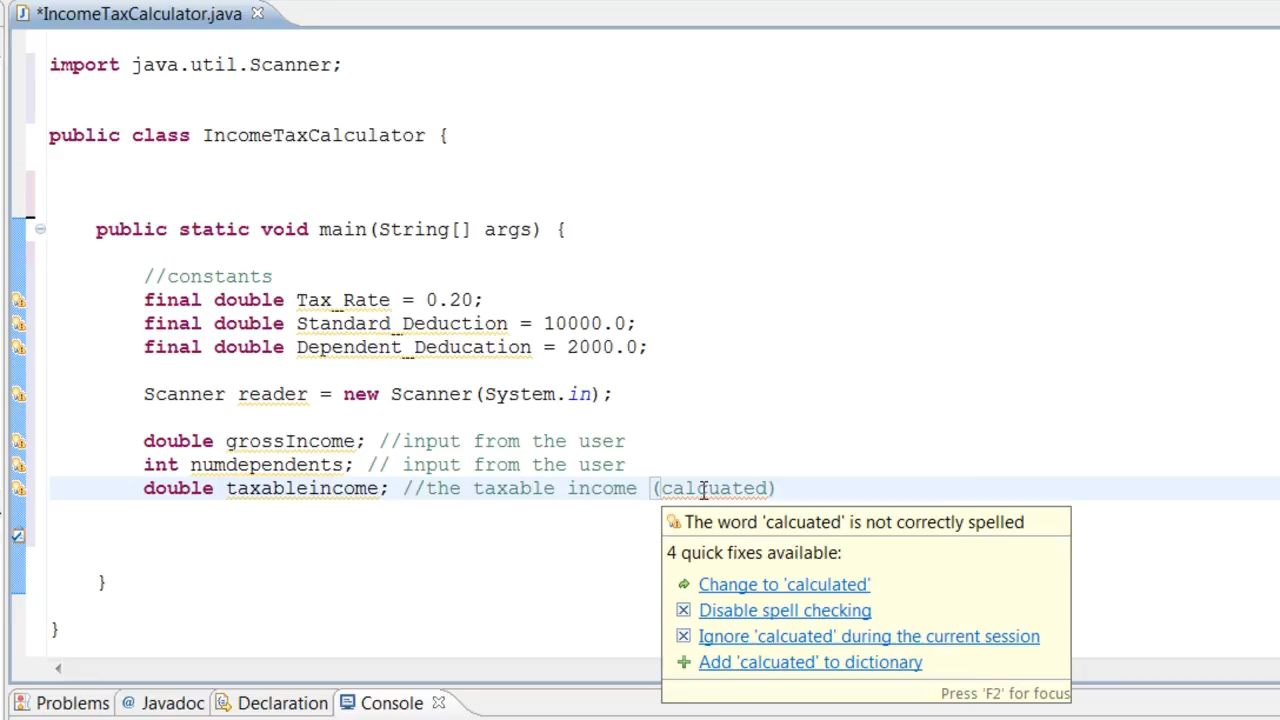 *IncomeTaxCalculator.java
import java.util.Scanner;
public class IncomeTaxCalculator {
public static void main(String[] args) {
//constants
final double Tax_Rate = 0.20;
final double Standard_Deduction = 10000.0;
final double Dependent_Deducation = 2000.0;
Scanner reader = new Scanner(System.in);
double grossIncome; //input from the user
int numdependents; // input from the user
double taxableincome; //the taxable income (calcuated)
The word 'calcuated' is not correctly spelled
4 quick fixes available:
Change to 'calculated'
Disable spell checking
Ignore 'calcuated' during the current session
Add 'calcuated' to dictionary
Press 'F2' for focus
}
}
Problems @ Javadoc Declaration Console